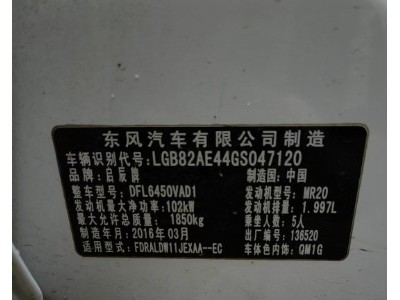 东风汽车有限公司制造
车辆识别代号: LGB82AE44GS047120
品牌: 启辰牌 制造国: 中国
整车型号: DFL6450VAD1 发动机型号: MR20
发动机最大净功率: 102kW 发动机排量: 1.997L
最大允许总质量: 1850kg 乘坐人数: 5人
2016年03月 出厂编号: 136520
适用型式: FDRALDW11JEXAA--EC 车体色内饰: QM1G